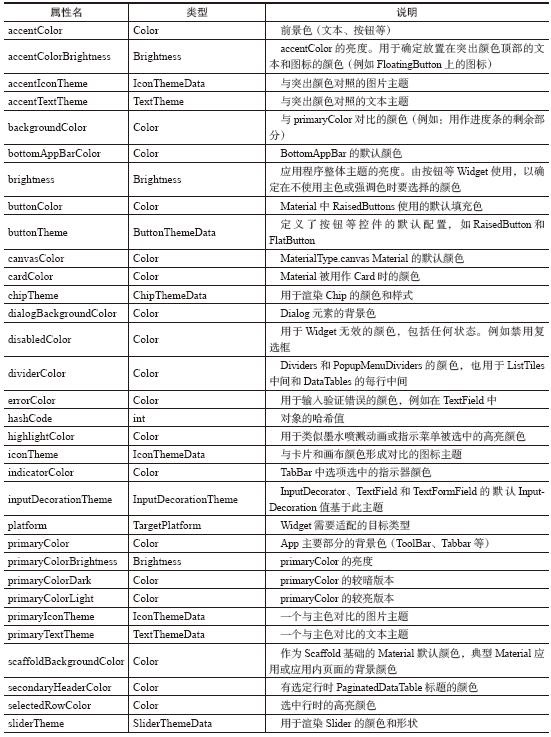 属性名 类型 说明
accentColor Color 前景色（文本、按钮等）
accentColorBrightness Brightness accentColor 的亮度。用于确定放置在突出颜色顶部的文
本和图标的颜色（例如 FloatingButton 上的图标）
accentIconTheme IconThemeData 与突出颜色对照的图片主题
accentTextTheme TextTheme 与突出颜色对照的文本主题
backgroundColor Color 与 primaryColor 对比的颜色（例如：用作进度条的剩余部
分）
bottomAppBarColor Color BottomAppBar 的默认颜色
brightness Brightness 应用程序整体主题的亮度。由按钮等 Widget 使用，以确
定在不使用主色或强调色时要选择的颜色
buttonColor Color Material 中 RaisedButtons 使用的默认填充色
buttonTheme ButtonThemeData 定义了按钮等控件的默认配置，如 RaisedButton 和
FlatButton
canvasColor Color MaterialType.canvas Material 的默认颜色
cardColor Color Material 被用作 Card 时的颜色
chipTheme ChipThemeData 用于渲染 Chip 的颜色和样式
dialogBackgroundColor Color Dialog 元素的背景色
disabledColor Color 用于 Widget 无效的颜色，包括任何状态。例如禁用复
选框
dividerColor Color Dividers 和 PopupMenuDividers 的颜色，也用于 ListTiles
中间和 DataTables 的每行中间
errorColor Color 用于输入验证错误的颜色，例如在 TextField 中
hashCode int 对象的哈希值
highlightColor Color 用于类似墨水喷溅动画或指示菜单被选中的高亮颜色
iconTheme IconThemeData 与卡片和画布颜色形成对比的图标主题
indicatorColor Color TabBar 中选项选中的指示器颜色
inputDecorationTheme InputDecorationTheme InputDecorator、TextField 和 TextFormField 的默认 Input-
Decoration 值基于此主题
platform TargetPlatform Widget 需要适配的目标类型
primaryColor Color App 主要部分的背景色（ToolBar、Tabbar 等）
primaryColorBrightness Brightness primaryColor 的亮度
primaryColorDark Color primaryColor 的较暗版本
primaryColorLight Color primaryColor 的较亮版本
primaryIconTheme IconThemeData 一个与主色对比的图片主题
primaryTextTheme TextThemeData 一个与主色对比的文本主题
scaffoldBackgroundColor Color 作为 Scaffold 基础的 Material 默认颜色，典型 Material 应
用或应用内页面的背景颜色
secondaryHeaderColor Color 有选定行时 PaginatedDataTable 标题的颜色
selectedRowColor Color 选中行时的高亮颜色
sliderTheme SliderThemeData 用于渲染 Slider 的颜色和形状